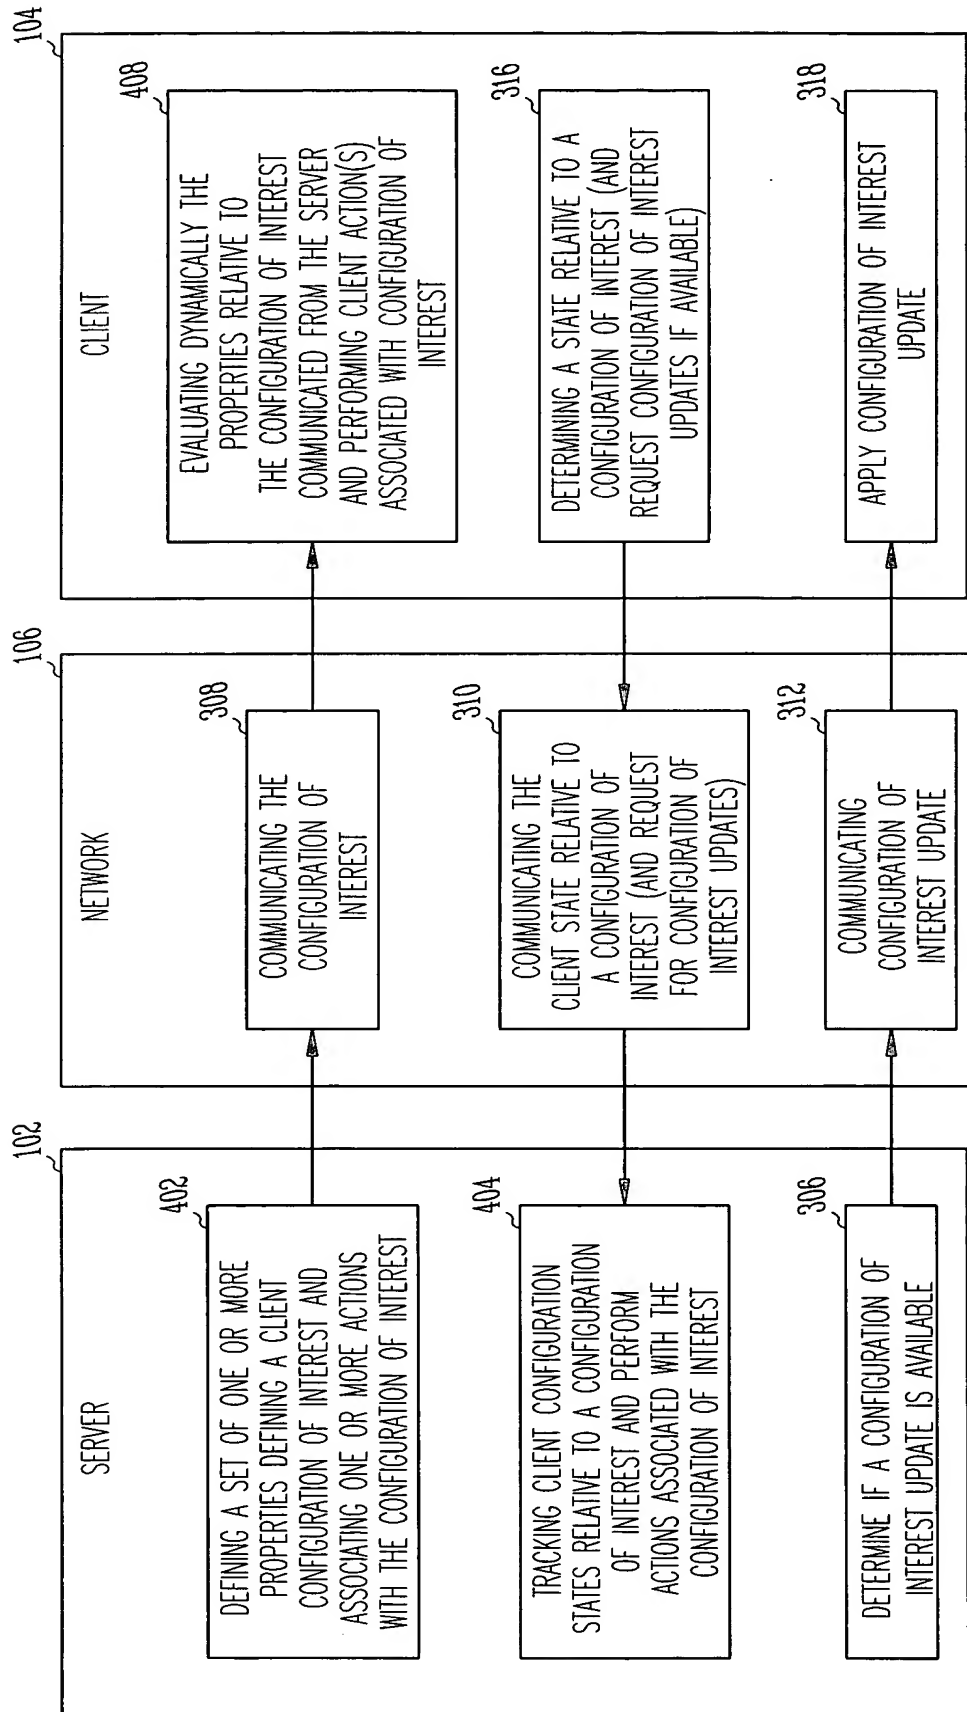 SERVER
102
402
DEFINING A SET OF ONE OR MORE
PROPERTIES DEFINING A CLIENT
CONFIGURATION OF INTEREST AND
ASSOCIATING ONE OR MORE ACTIONS
WITH THE CONFIGURATION OF INTEREST
404
TRACKING CLIENT CONFIGURATION
STATES RELATIVE TO A CONFIGURATION
OF INTEREST AND PERFORM
ACTIONS ASSOCIATED WITH THE
CONFIGURATION OF INTEREST
306
DETERMINE IF A CONFIGURATION OF
INTEREST UPDATE IS AVAILABLE
NETWORK
106
308
COMMUNICATING THE
CONFIGURATION OF
INTEREST
310
COMMUNICATING THE
CLIENT STATE RELATIVE TO
A CONFIGURATION OF
INTEREST (AND REQUEST
FOR CONFIGURATION OF
INTEREST UPDATES)
312
COMMUNICATING
CONFIGURATION OF
INTEREST UPDATE
CLIENT
104
408
EVALUATING DYNAMICALLY THE
PROPERTIES RELATIVE TO
THE CONFIGURATION OF INTEREST
COMMUNICATED FROM THE SERVER
AND PERFORMING CLIENT ACTION(S)
ASSOCIATED WITH CONFIGURATION OF
INTEREST
316
DETERMINING A STATE RELATIVE TO A
CONFIGURATION OF INTEREST (AND
REQUEST CONFIGURATION OF INTEREST
UPDATES IF AVAILABLE)
318
APPLY CONFIGURATION OF INTEREST
UPDATE